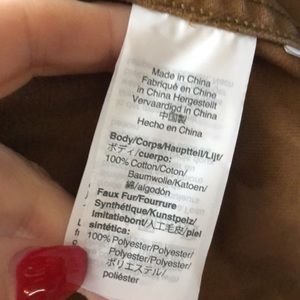 Made in China
Fabriqué en Chine
in China Hergestellt
Vervaardigd in China
中国製
Hecho en China
Body/Corps/Hauptteil/Lijf/
ボディ/cuerpo:
100% Cotton/Coton/
Baumwolle/Katoen/
綿/algodón
Faux Fur/Fourrure
Synthétique/Kunstpelz/
Imitatiebont/人工毛皮/piel
sintética:
100% Polyester/Polyester/
Polyester/Polyester/
ポリエステル/
poliéster